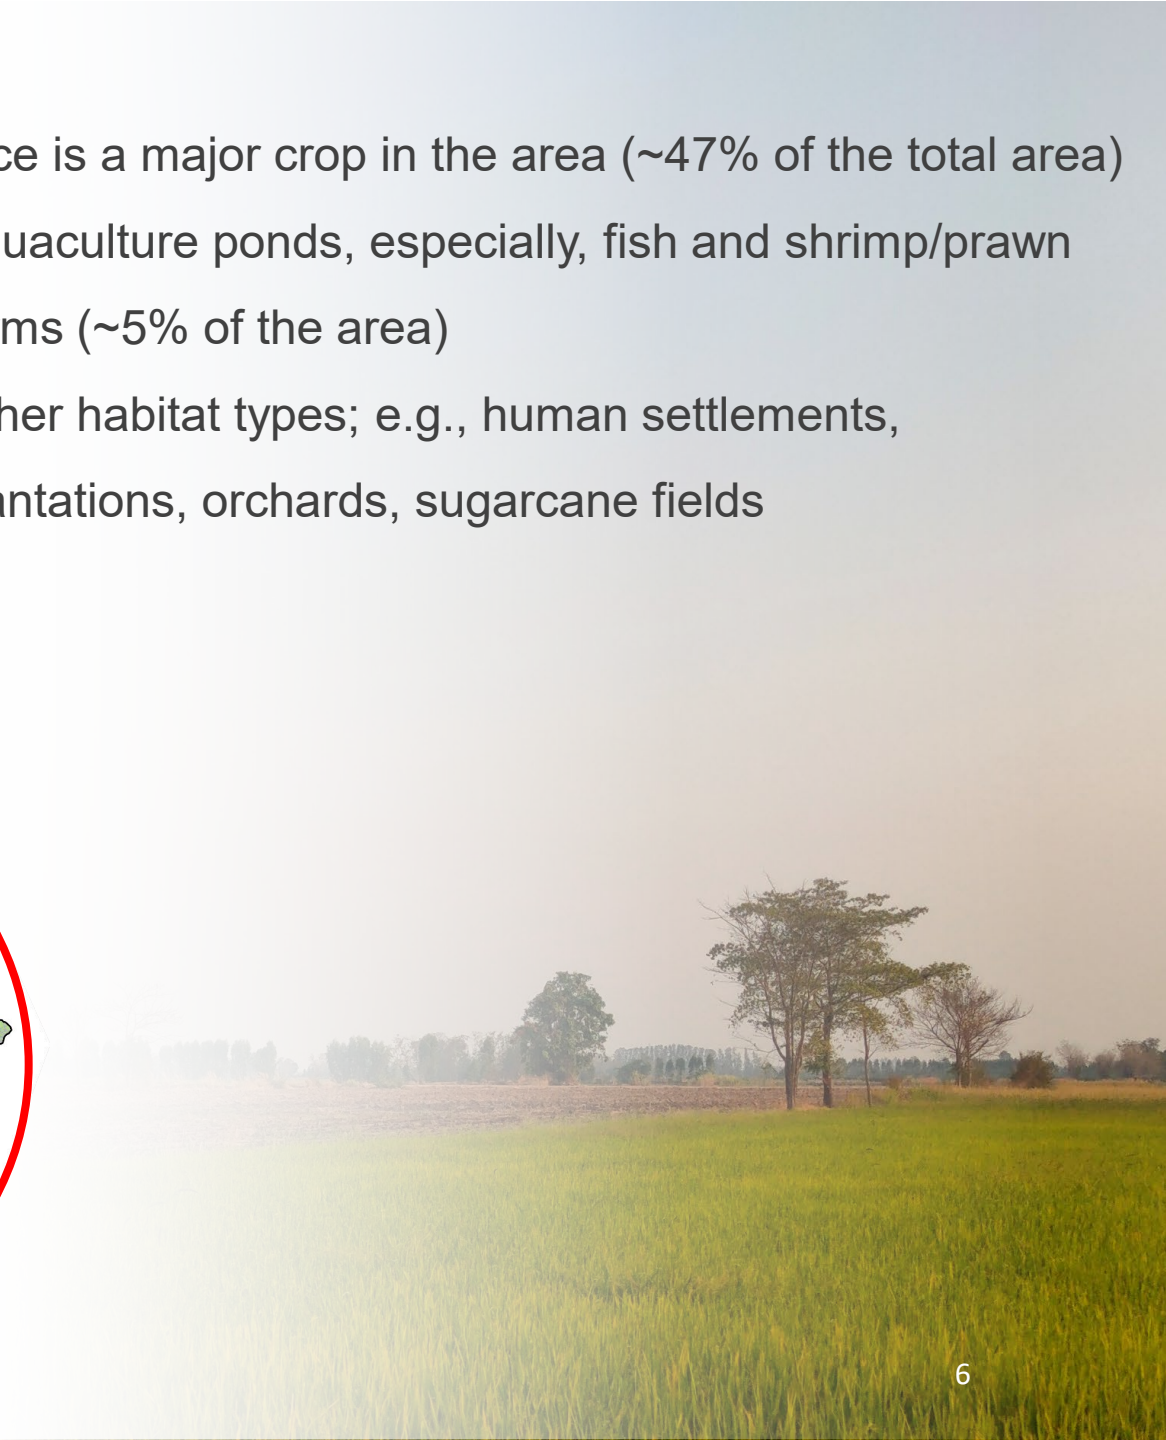 ce is a major crop in the area (~47% of the total area)
uaculture ponds, especially, fish and shrimp/prawn
ms (~5% of the area)
her habitat types; e.g., human settlements,
antations, orchards, sugarcane fields
6